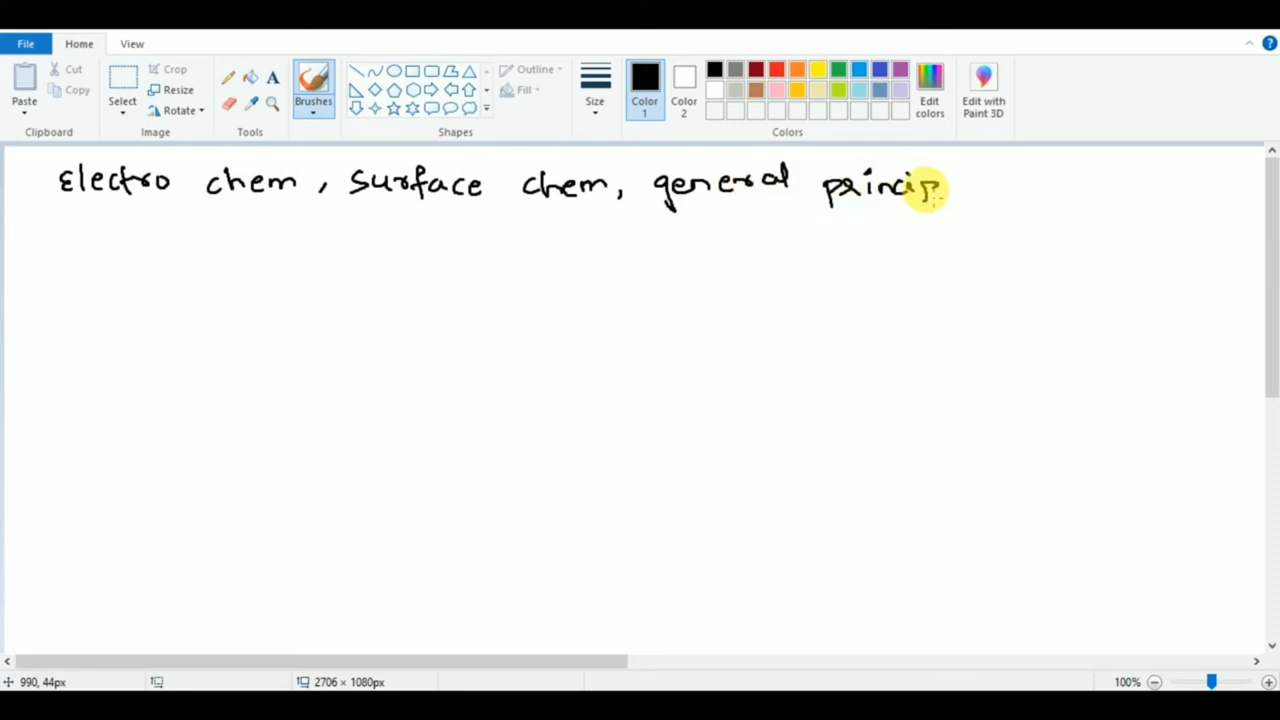 File Home View
Paste Cut Copy Clipboard
Select Crop Resize Rotate Image
Tools
Brushes
Shapes Outline Fill
Size
Color 1 Color 2 Edit colors Colors
Edit with Paint 3D
Electro chem, surface chem, general princip
990, 44px 2706 × 1080px 100%